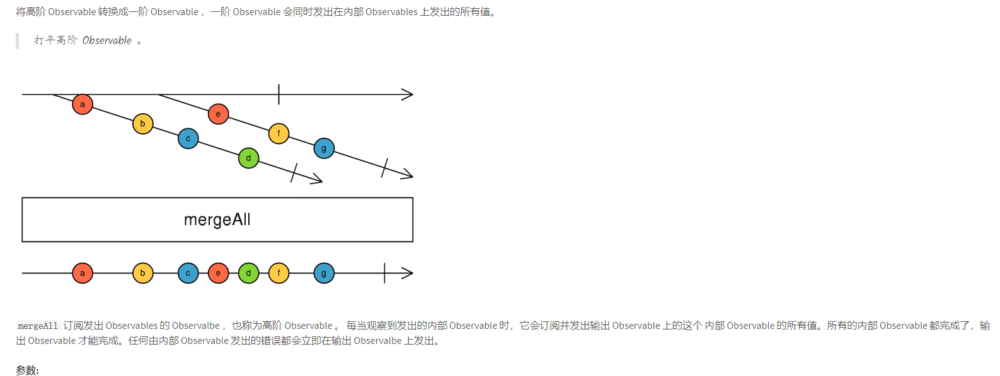 将高阶 Observable 转换成一阶 Observable ，一阶 Observable 会同时发出在内部 Observables 上发出的所有值。
打平高阶 Observable 。
a
e
b
f
c
g
d
mergeAll
a b c e d f g
mergeAll 订阅发出 Observables 的 Observalbe ，也称为高阶 Observable 。 每当观察到发出的内部 Observable 时，它会订阅并发出输出 Observable 上的这个 内部 Observable 的所有值。所有的内部 Observable 都完成了，输
出 Observable 才能完成。任何由内部 Observable 发出的错误都会立即在输出 Observalbe 上发出。
参数: